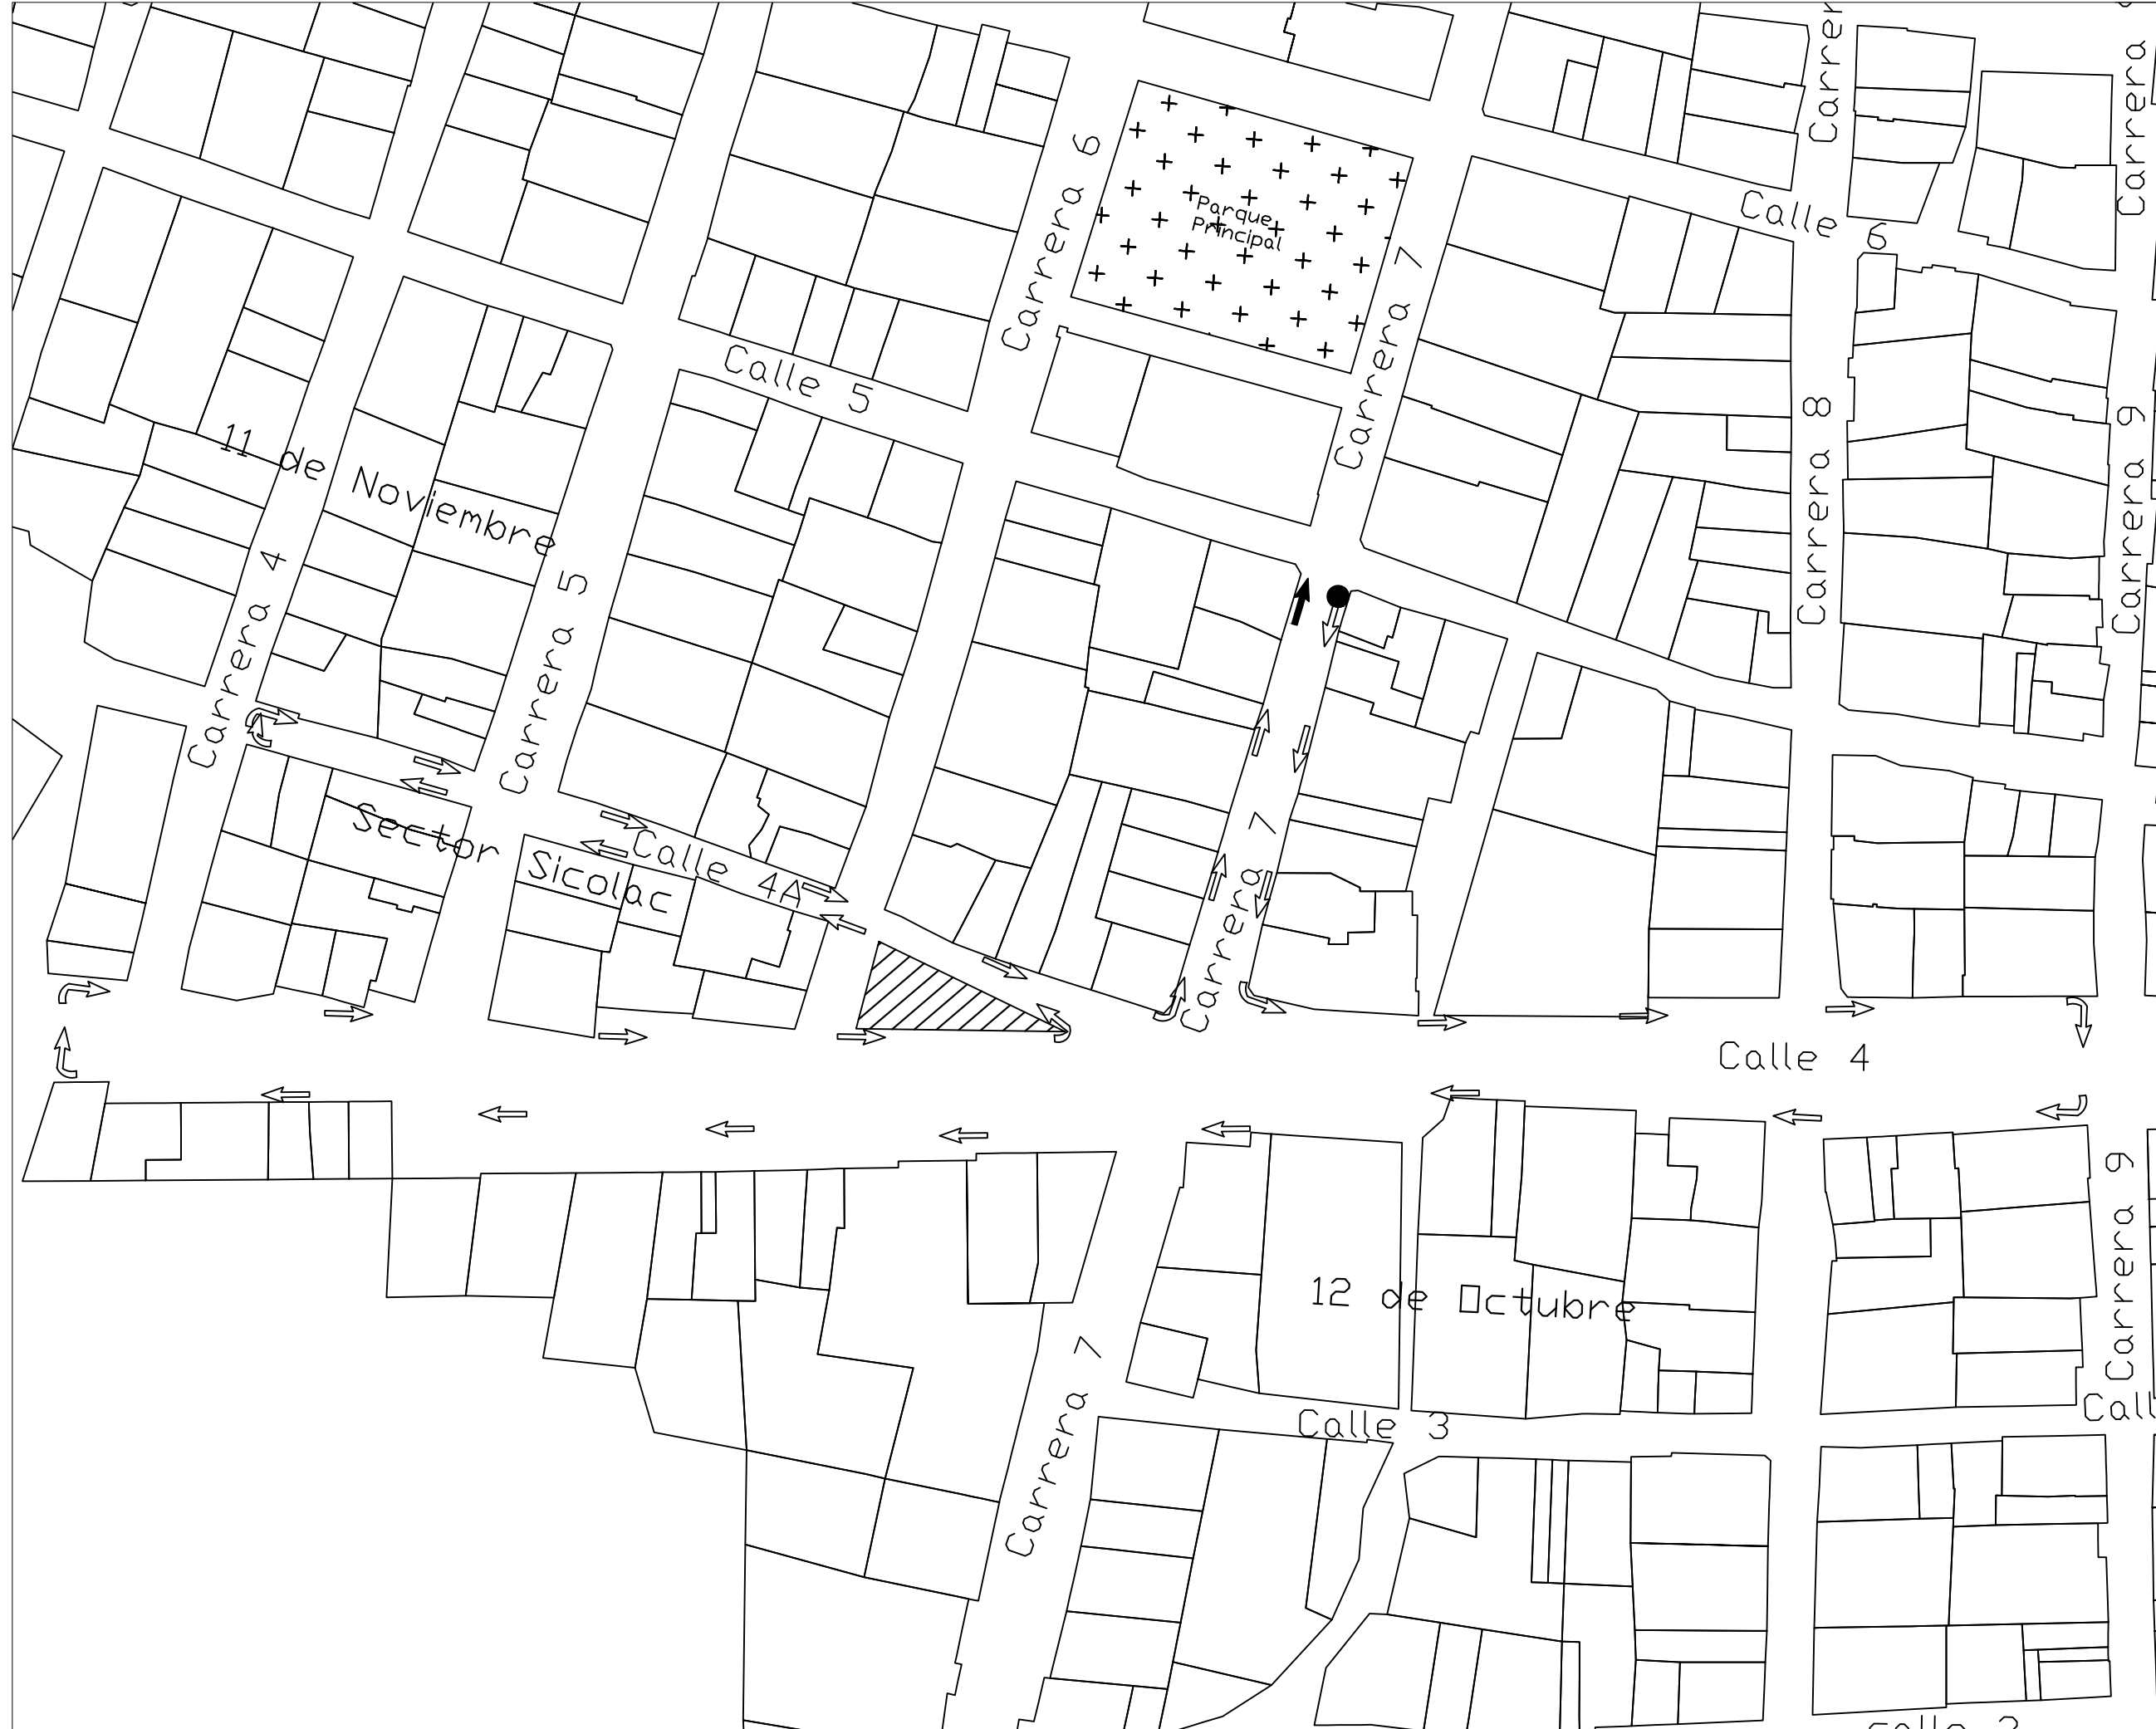 Carrera 6
Parque
Principal
Calle 6
Carrera 7
Calle 5
Carrera 8
Carrera
Carrera 9
11 de Noviembre
Carrera 4
Carrera 5
Sector Sicolac
Calle 4A
Carrera 7
Calle 4
12 de Octubre
Carrera 9
Calle 3
Carrera 7